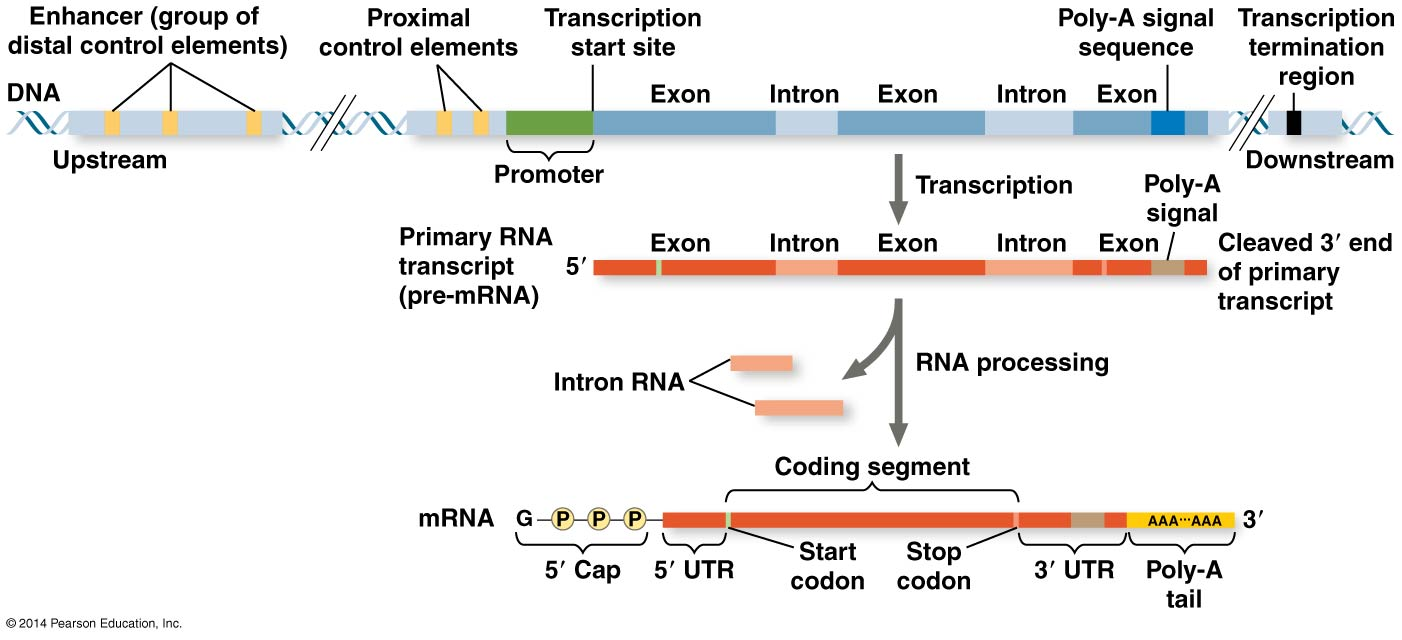 Enhancer (group of
distal control elements)
Proximal
control elements
Transcription
start site
Poly-A signal
sequence
Transcription
termination
region
DNA
Exon
Intron
Exon
Intron
Exon
Upstream
Promoter
Downstream
Transcription
Poly-A
signal
Primary RNA
transcript
(pre-mRNA)
5′
Exon
Intron
Exon
Intron
Exon
Cleaved 3′ end
of primary
transcript
Intron RNA
RNA processing
Coding segment
mRNA
G
P
P
P
AAA···AAA
3′
5′ Cap
5′ UTR
Start
codon
Stop
codon
3′ UTR
Poly-A
tail
© 2014 Pearson Education, Inc.